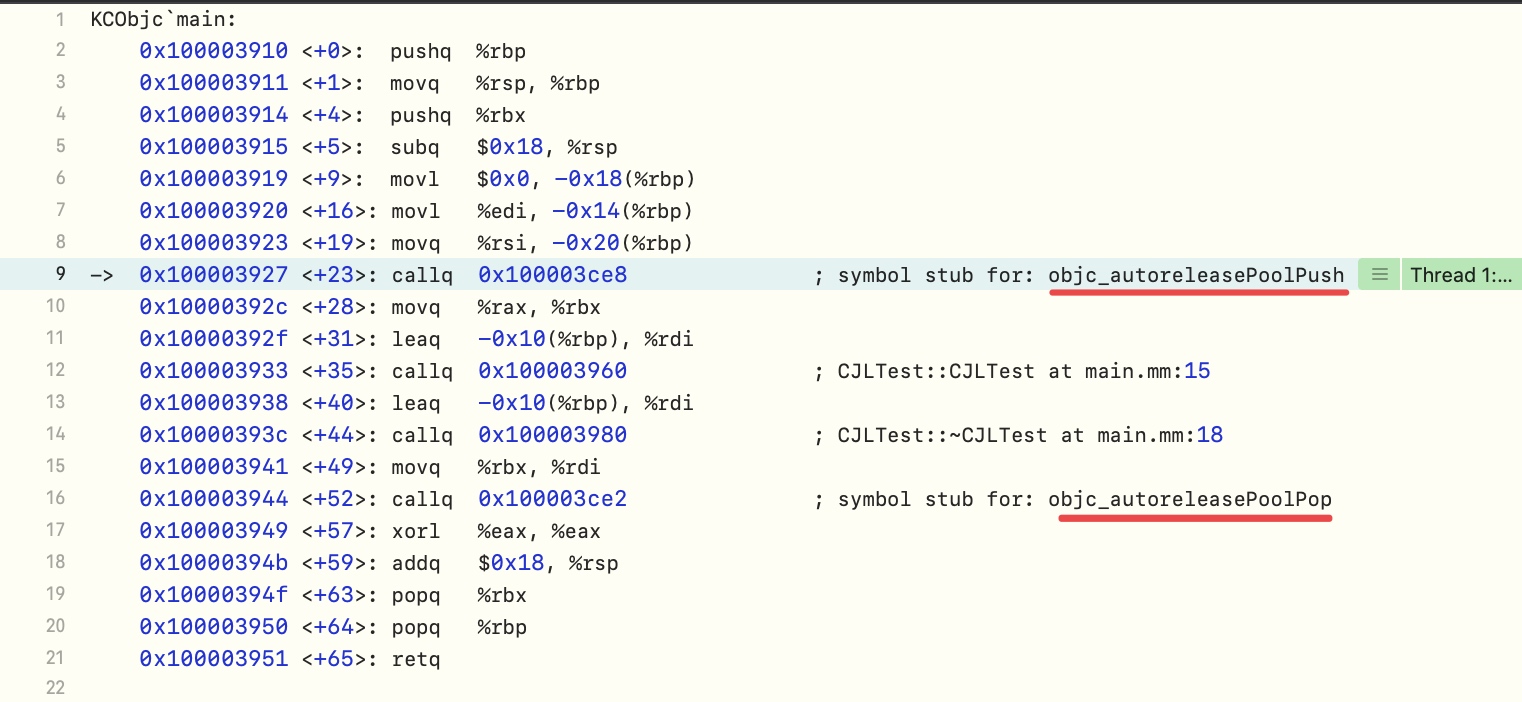 1 KCObjc`main:
2 0x100003910 <+0>: pushq %rbp
3 0x100003911 <+1>: movq %rsp, %rbp
4 0x100003914 <+4>: pushq %rbx
5 0x100003915 <+5>: subq $0x18, %rsp
6 0x100003919 <+9>: movl $0x0, -0x18(%rbp)
7 0x100003920 <+16>: movl %edi, -0x14(%rbp)
8 0x100003923 <+19>: movq %rsi, -0x20(%rbp)
9 -> 0x100003927 <+23>: callq 0x100003ce8 ; symbol stub for: objc_autoreleasePoolPush Thread 1:...
10 0x10000392c <+28>: movq %rax, %rbx
11 0x10000392f <+31>: leaq -0x10(%rbp), %rdi
12 0x100003933 <+35>: callq 0x100003960 ; CJLTest::CJLTest at main.mm:15
13 0x100003938 <+40>: leaq -0x10(%rbp), %rdi
14 0x10000393c <+44>: callq 0x100003980 ; CJLTest::~CJLTest at main.mm:18
15 0x100003941 <+49>: movq %rbx, %rdi
16 0x100003944 <+52>: callq 0x100003ce2 ; symbol stub for: objc_autoreleasePoolPop
17 0x100003949 <+57>: xorl %eax, %eax
18 0x10000394b <+59>: addq $0x18, %rsp
19 0x10000394f <+63>: popq %rbx
20 0x100003950 <+64>: popq %rbp
21 0x100003951 <+65>: retq
22